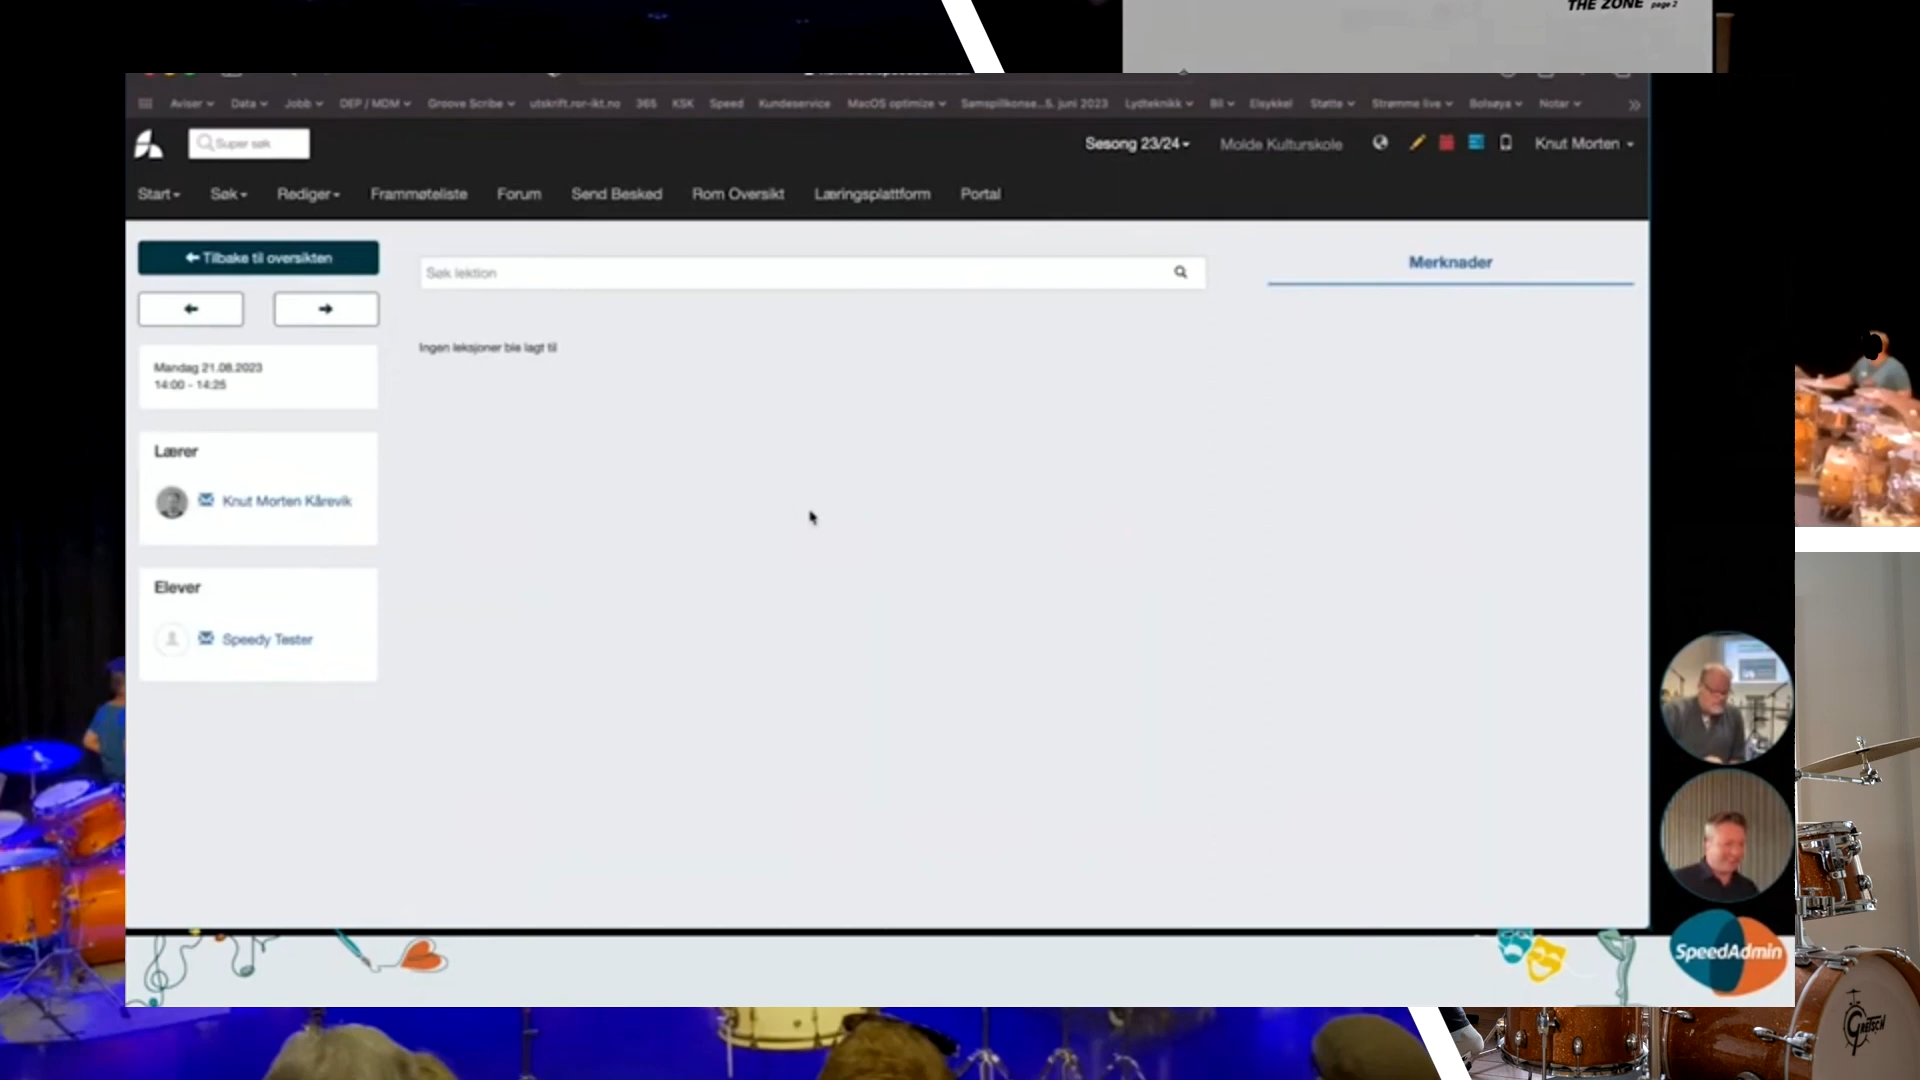 THE ZONE page 2
Aviser Data Jobb DEP / MDM Groove Scribe utskrift.ror-ikt.no 365 KSK Speed Kundeservice MacOS optimize Samspillkonse...5. juni 2023 Lydteknikk Bil Elsykkel Støtte Strømme live Bolsøya Notar
Super søk
Sesong 23/24 Molde Kulturskole Knut Morten
Start Søk Rediger Frammøteliste Forum Send Besked Rom Oversikt Læringsplattform Portal
Tilbake til oversikten
Søk lektion
Merknader
Ingen leksjoner ble lagt til
Mandag 21.08.2023
14:00 - 14:25
Lærer
Knut Morten Kårevik
Elever
Speedy Tester
SpeedAdmin
GRETSCH